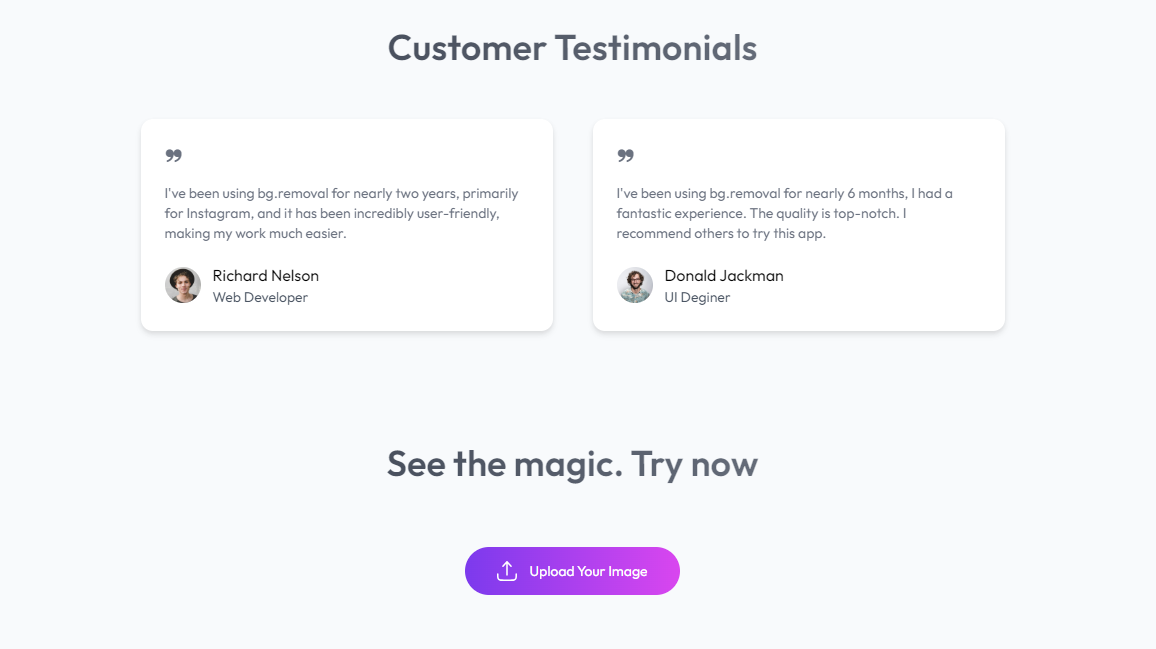 Customer Testimonials
”
I've been using bg.removal for nearly two years, primarily
for Instagram, and it has been incredibly user-friendly,
making my work much easier.
Richard Nelson
Web Developer
”
I've been using bg.removal for nearly 6 months, I had a
fantastic experience. The quality is top-notch. I
recommend others to try this app.
Donald Jackman
UI Deginer
See the magic. Try now
Upload Your Image